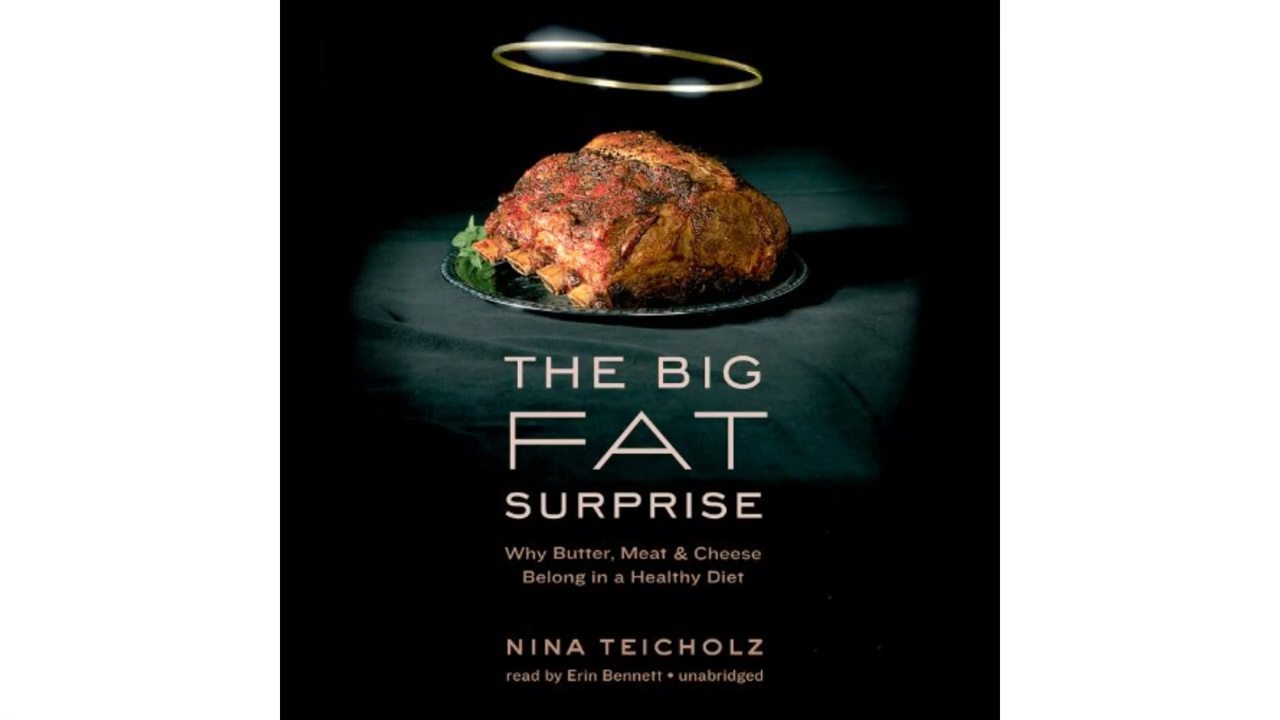 THE BIG
FAT
SURPRISE
Why Butter, Meat & Cheese
Belong in a Healthy Diet
NINA TEICHOLZ
read by Erin Bennett • unabridged